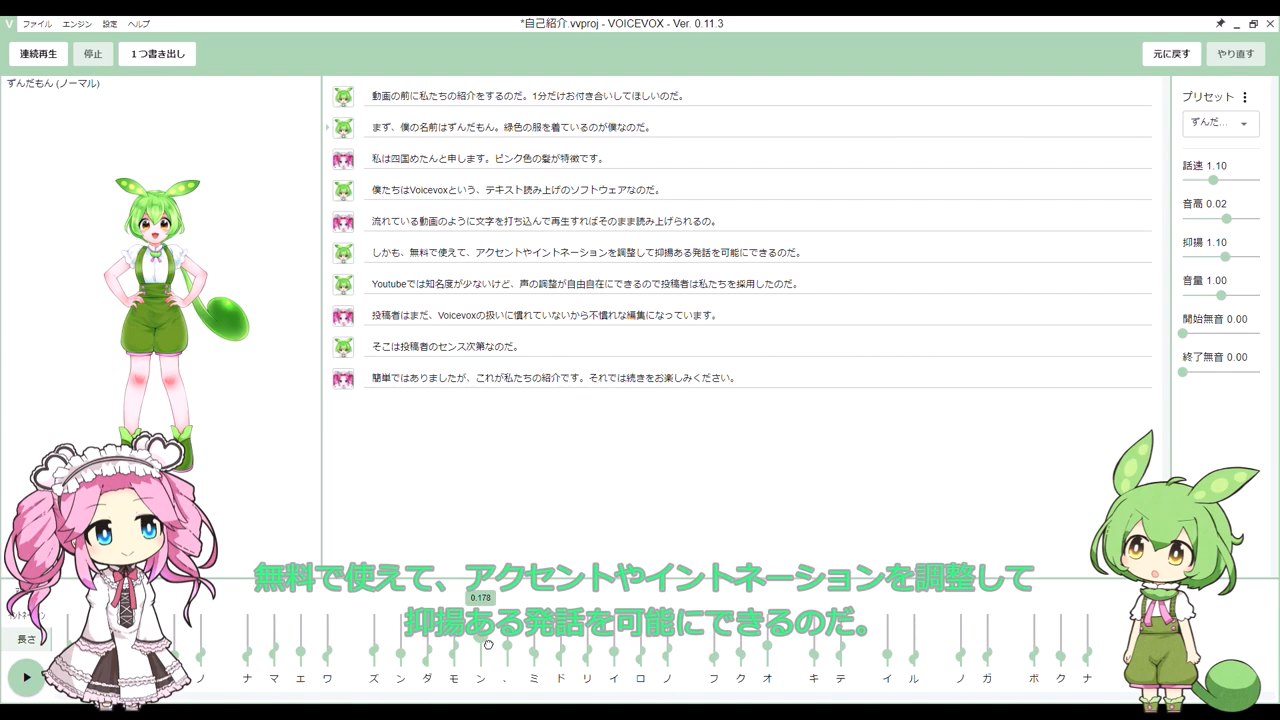 V ファイル エンジン 設定 ヘルプ
*自己紹介.vvproj - VOICEVOX - Ver. 0.11.3
連続再生 停止 1つ書き出し
元に戻す やり直す
ずんだもん (ノーマル)
動画の前に私たちの紹介をするのだ。1分だけお付き合いしてほしいのだ。
まず、僕の名前はずんだもん。緑色の服を着ているのが僕なのだ。
私は四国めたんと申します。ピンク色の髪が特徴です。
僕たちはVoicevoxという、テキスト読み上げのソフトウェアなのだ。
流れている動画のように文字を打ち込んで再生すればそのまま読み上げられるの。
しかも、無料で使えて、アクセントやイントネーションを調整して抑揚ある発話を可能にできるのだ。
Youtubeでは知名度が少ないけど、声の調整が自由自在にできるので投稿者は私たちを採用したのだ。
投稿者はまだ、Voicevoxの扱いに慣れていないから不慣れな編集になっています。
そこは投稿者のセンス次第なのだ。
簡単ではありましたが、これが私たちの紹介です。それでは続きをお楽しみください。
プリセット
ずんだ...
話速 1.10
音高 0.02
抑揚 1.10
音量 1.00
開始無音 0.00
終了無音 0.00
無料で使えて、アクセントやイントネーションを調整して
抑揚ある発話を可能にできるのだ。
0.178
長さ
ノ ナ マ エ ワ ズ ン ダ モ ン 、 ミ ド リ イ ロ ノ フ ク オ キ テ イ ル ノ ガ ボ ク ナ